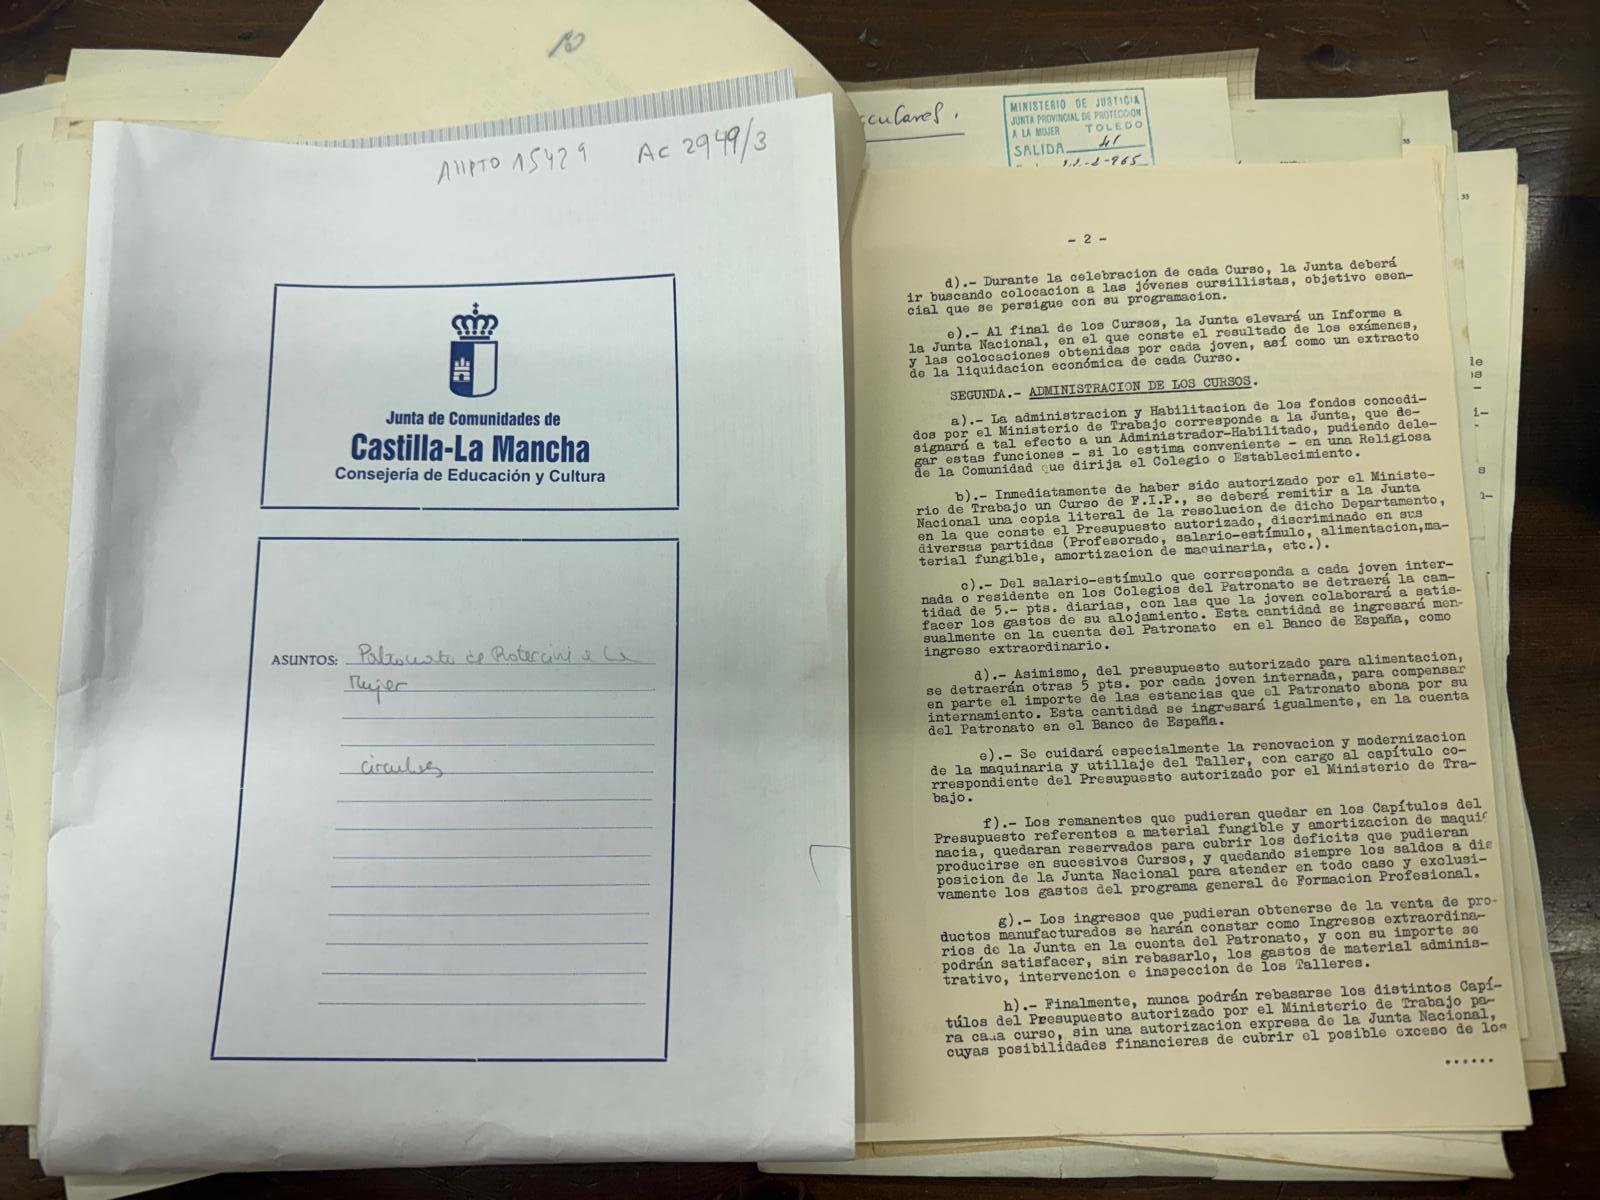 10
AHPTO 15429 AC 2949/3
Junta de Comunidades de
Castilla-La Mancha
Consejería de Educación y Cultura
ASUNTOS: Patronato de Protección a la
Mujer
circulares
culares.
MINISTERIO DE JUSTICIA
JUNTA PROVINCIAL DE PROTECCION
A LA MUJER TOLEDO
SALIDA 41
- 2 -
d).- Durante la celebracion de cada Curso, la Junta deberá
ir buscando colocacion a las jóvenes cursillistas, objetivo esen-
cial que se persigue con su programacion.
e).- Al final de los Cursos, la Junta elevará un Informe a
la Junta Nacional, en el que conste el resultado de los exámenes,
y las colocaciones obtenidas por cada joven, así como un extracto
de la liquidacion económica de cada Curso.
SEGUNDA.- ADMINISTRACION DE LOS CURSOS.
a).- La administracion y Habilitacion de los fondos concedi-
dos por el Ministerio de Trabajo corresponde a la Junta, que de-
signará a tal efecto a un Administrador-Habilitado, pudiendo dele-
gar estas funciones - si lo estima conveniente - en una Religiosa
de la Comunidad que dirija el Colegio o Establecimiento.
b).- Inmediatamente de haber sido autorizado por el Ministe-
rio de Trabajo un Curso de F.I.P., se deberá remitir a la Junta
Nacional una copia literal de la resolucion de dicho Departamento,
en la que conste el Presupuesto autorizado, discriminado en sus
diversas partidas (Profesorado, salario-estímulo, alimentacion,ma-
terial fungible, amortizacion de maquinaria, etc.).
c).- Del salario-estímulo que corresponda a cada joven inter-
nada o residente en los Colegios del Patronato se detraerá la can-
tidad de 5.- pts. diarias, con las que la joven colaborará a satis-
facer los gastos de su alojamiento. Esta cantidad se ingresará men-
sualmente en la cuenta del Patronato en el Banco de España, como
ingreso extraordinario.
d).- Asimismo, del presupuesto autorizado para alimentacion,
se detraerán otras 5 pts. por cada joven internada, para compensar
en parte el importe de las estancias que el Patronato abona por su
internamiento. Esta cantidad se ingresará igualmente, en la cuenta
del Patronato en el Banco de España.
e).- Se cuidará especialmente la renovacion y modernizacion
de la maquinaria y utillaje del Taller, con cargo al capítulo co-
rrespondiente del Presupuesto autorizado por el Ministerio de Tra-
bajo.
f).- Los remanentes que pudieran quedar en los Capítulos del
Presupuesto referentes a material fungible y amortizacion de maqui
nacia, quedaran reservados para cubrir los deficits que pudieran
producirse en sucesivos Cursos, y quedando siempre los saldos a dis
posicion de la Junta Nacional para atender en todo caso y exclusi-
vamente los gastos del programa general de Formacion Profesional.
g).- Los ingresos que pudieran obtenerse de la venta de pro-
ductos manufacturados se harán constar como Ingresos extraordina-
rios de la Junta en la cuenta del Patronato, y con su importe se
podrán satisfacer, sin rebasarlo, los gastos de material adminis-
trativo, intervencion e inspeccion de los Talleres.
h).- Finalmente, nunca podrán rebasarse los distintos Capí-
túlos del Presupuesto autorizado por el Ministerio de Trabajo pa-
ra cada curso, sin una autorizacion expresa de la Junta Nacional,
cuyas posibilidades financieras de cubrir el posible exceso de los
......